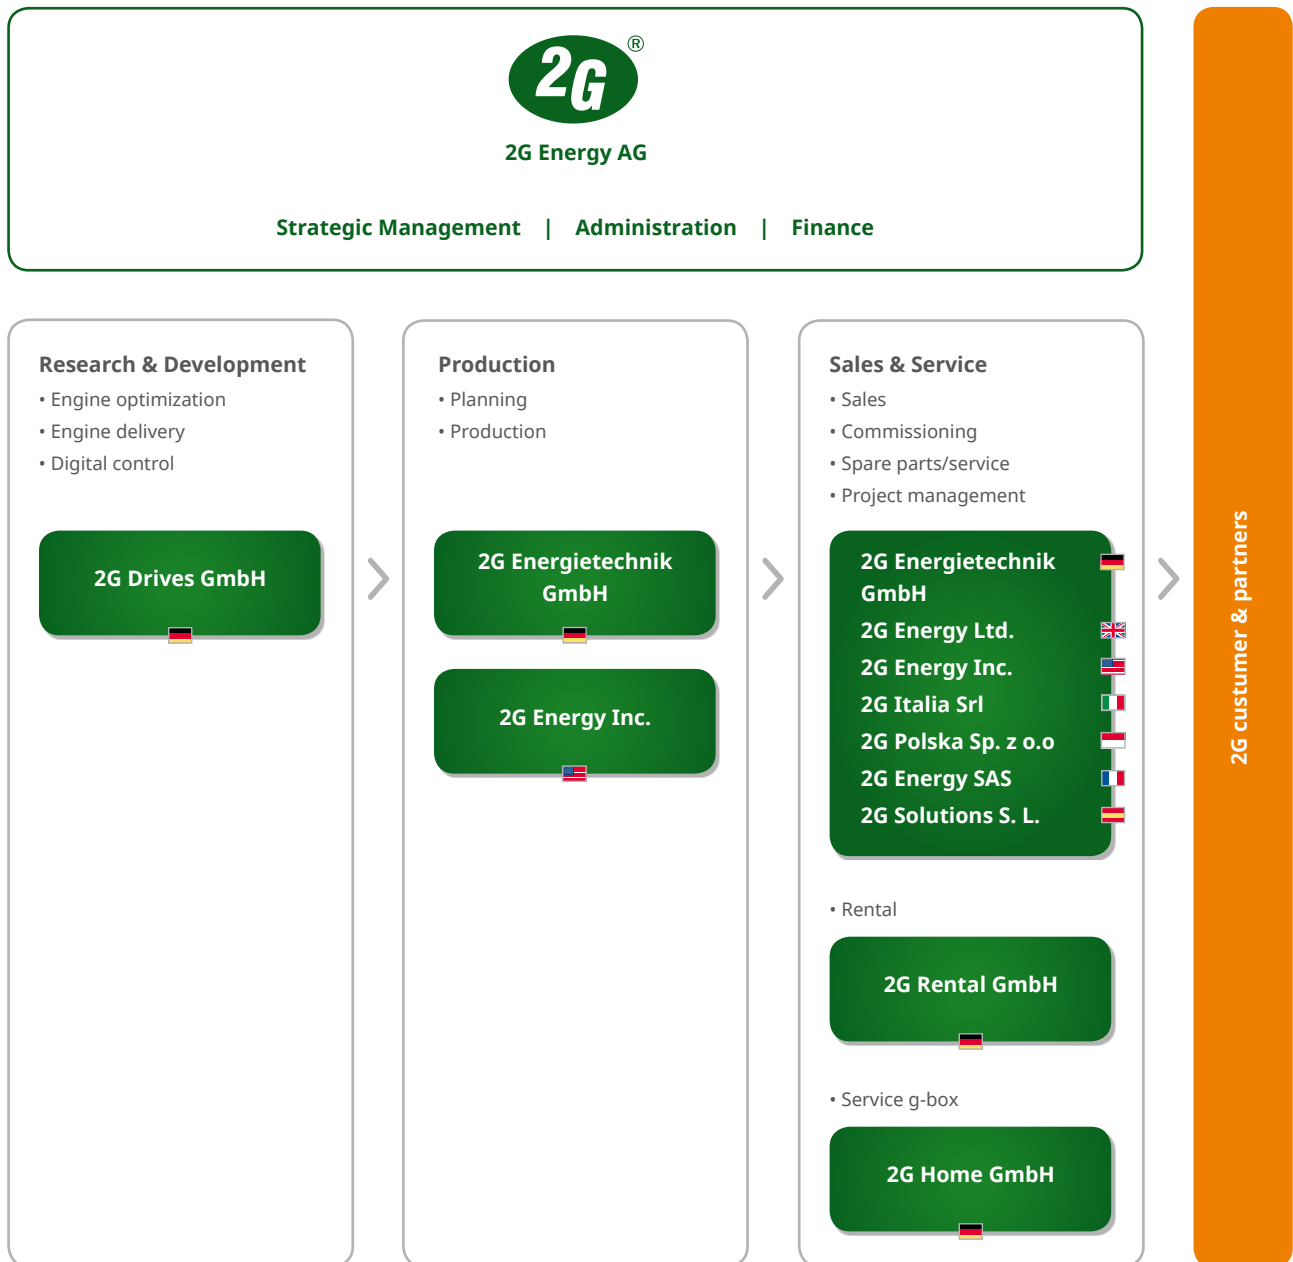 2G®
2G Energy AG
Strategic Management | Administration | Finance
Research & Development
• Engine optimization
• Engine delivery
• Digital control
2G Drives GmbH
Production
• Planning
• Production
2G Energietechnik
GmbH
2G Energy Inc.
Sales & Service
• Sales
• Commissioning
• Spare parts/service
• Project management
2G Energietechnik
GmbH
2G Energy Ltd.
2G Energy Inc.
2G Italia Srl
2G Polska Sp. z o.o
2G Energy SAS
2G Solutions S. L.
• Rental
2G Rental GmbH
• Service g-box
2G Home GmbH
2G custumer & partners